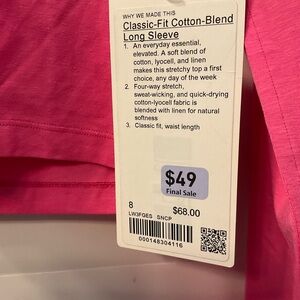 WHY WE MADE THIS
Classic-Fit Cotton-Blend
Long Sleeve
1. An everyday essential,
elevated. A soft blend of
cotton, lyocell, and linen
makes this stretchy top a first
choice, any day of the week
2. Four-way stretch,
sweat-wicking, and quick-drying
cotton-lyocell fabric is
blended with linen for natural
softness
3. Classic fit, waist length
$49
Final Sale
8
$68.00
LW3FGES SNCP
000148304116